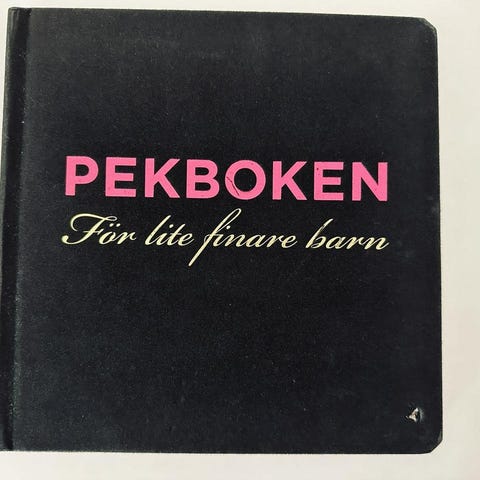 PEKBOKEN
För lite finare barn